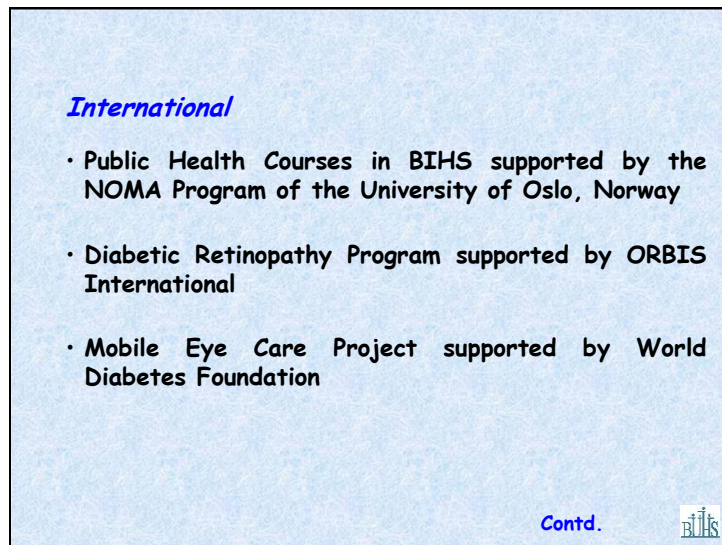 International
· Public Health Courses in BIHS supported by the
NOMA Program of the University of Oslo, Norway
· Diabetic Retinopathy Program supported by ORBIS
International
· Mobile Eye Care Project supported by World
Diabetes Foundation
Contd.